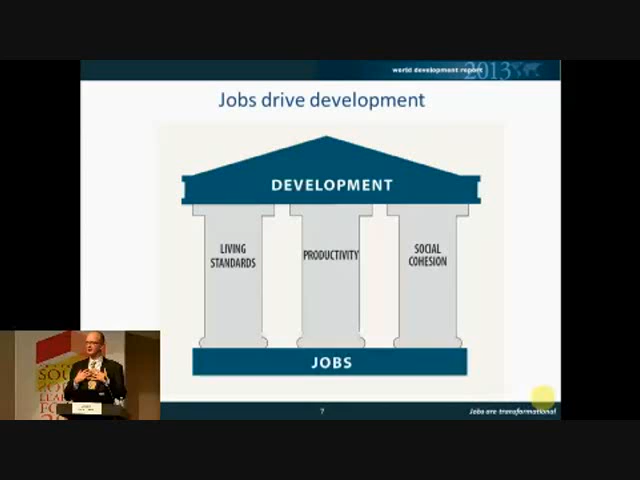 world development report 2013
Jobs drive development
DEVELOPMENT
LIVING
STANDARDS
PRODUCTIVITY
SOCIAL
COHESION
JOBS
7
Jobs are transformational